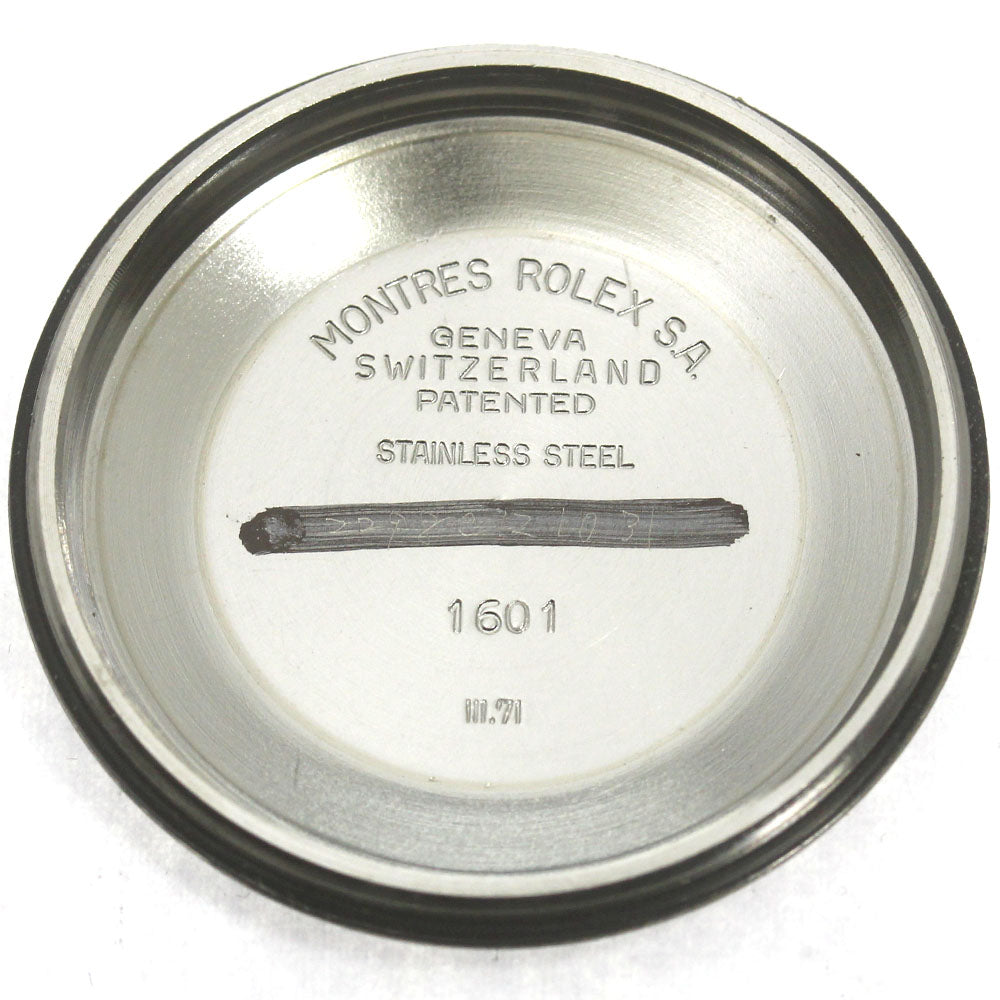 MONTRES ROLEX S.A.
GENEVA
SWITZERLAND
PATENTED
STAINLESS STEEL
1601
III.71